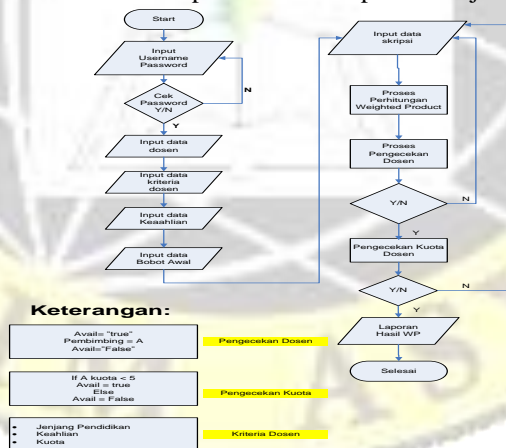 Start
Input
Username
Password
N
Cek
Password
Y/N
Y
Input data
dosen
Input data
kriteria
dosen
Input data
Keaahlian
Input data
Bobot Awal
Input data
skripsi
Proses
Perhitungan
Weighted Product
Proses
Pengecekan
Dosen
Y/N
N
Y
Pengecekan Kuota
Dosen
Y/N
N
Y
Laporan
Hasil WP
Selesai
Keterangan:
Avail= "true"
Pembimbing = A
Avail="False"
Pengecekan Dosen
If A kuota < 5
Avail = true
Else
Avail = False
Pengecekan Kuota
• Jenjang Pendidikan
• Keahlian
• Kuota
Kriteria Dosen